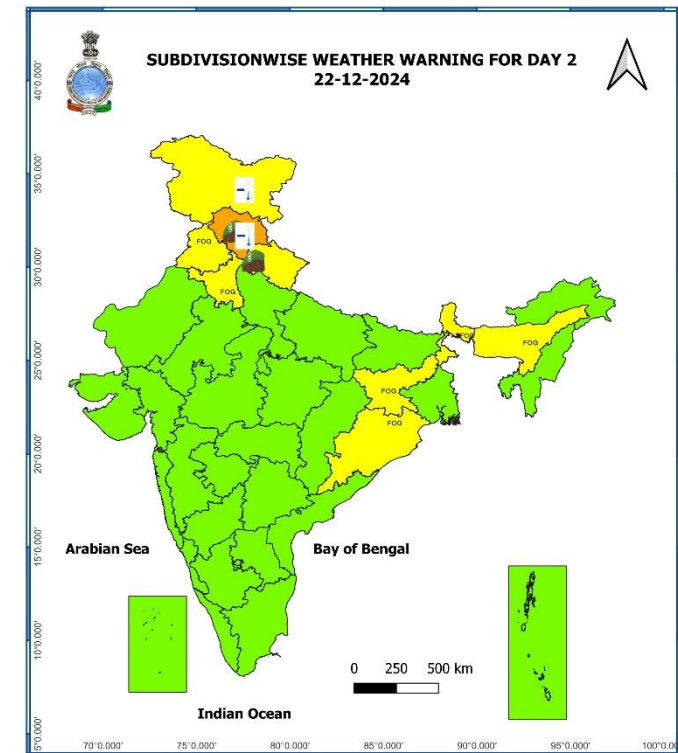 SUBDIVISIONWISE WEATHER WARNING FOR DAY 2
22-12-2024
40°0.000'
35°0.000'
30°0.000'
25°0.000'
20°0.000'
15°0.000'
10°0.000'
5°0.000'
FOG
FOG
FOG
FOG
FOG
FOG
Arabian Sea
Bay of Bengal
0 250 500 km
Indian Ocean
70°0.000' 75°0.000' 80°0.000' 85°0.000' 90°0.000' 95°0.000' 100°0.000'